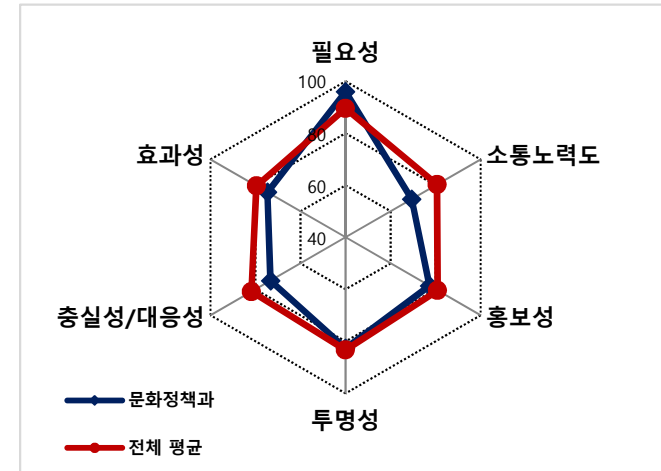 필요성
100
효과성
80
소통노력도
60
40
충실성/대응성
홍보성
투명성
문화정책과
전체 평균